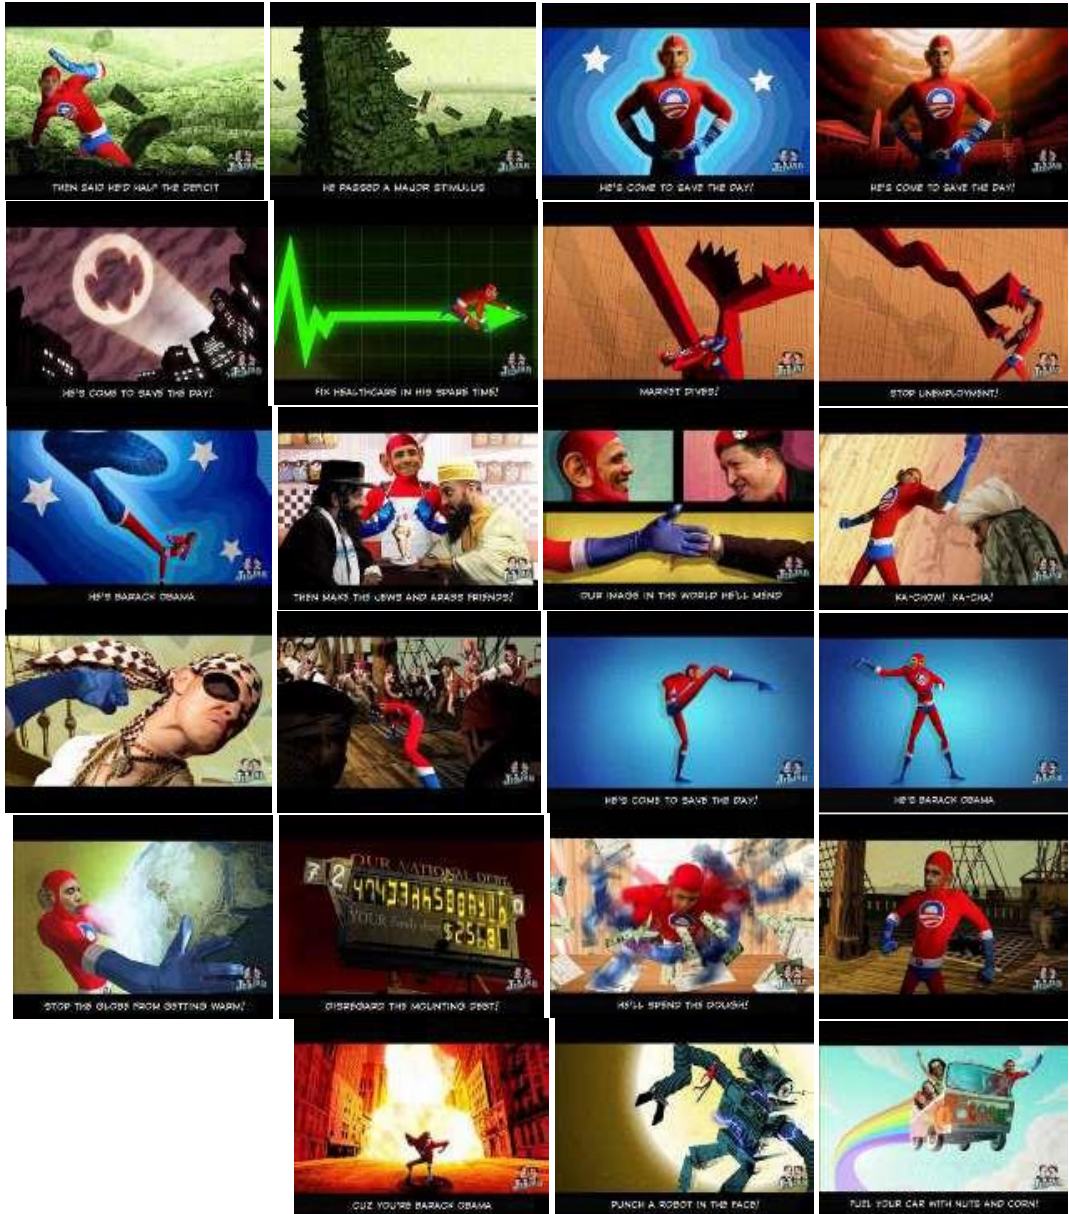 THEN SAID HE'D HALF THE DEFICIT
HE PASSED A MAJOR STIMULUS
HE'S COME TO SAVE THE DAY!
HE'S COME TO SAVE THE DAY!
HE'S COME TO SAVE THE DAY!
FIX HEALTHCARE IN HIS SPARE TIME!
MARKET DIVES!
STOP UNEMPLOYMENT!
HE'S BARACK OBAMA
THEN MAKE THE JEWS AND ARABS FRIENDS!
OUR IMAGE IN THE WORLD HE'LL MEND
KA-CHOW! KA-CHA!
HE'S COME TO SAVE THE DAY!
HE'S BARACK OBAMA
STOP THE GLOBE FROM GETTING WARM!
OUR NATIONAL DEBT
YOUR Family
DISREGARD THE MOUNTING DEBT!
HE'LL SPEND THE DOUGH!
CUZ YOU'RE BARACK OBAMA
PUNCH A ROBOT IN THE FACE!
FUEL YOUR CAR WITH NUTS AND CORN!